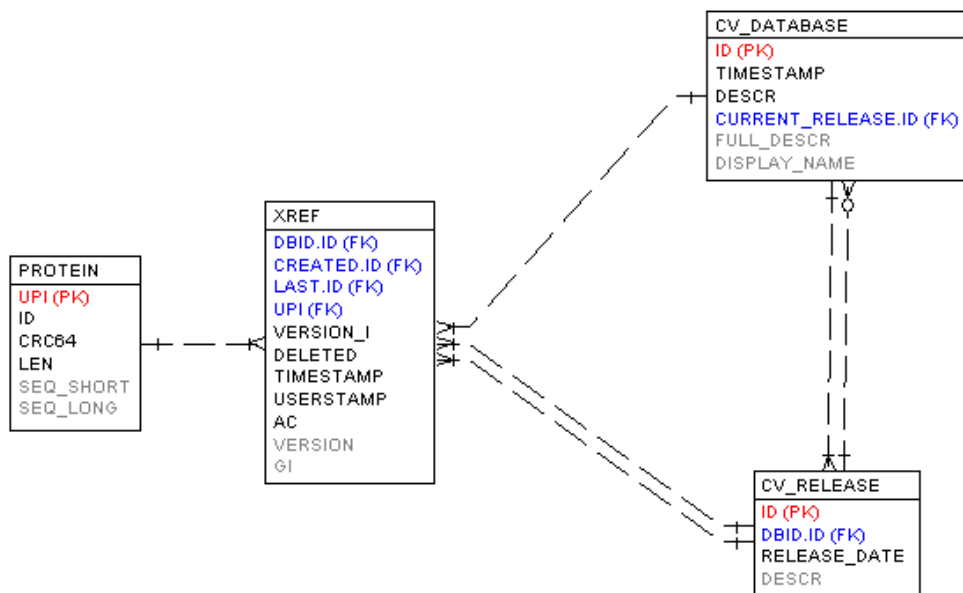 CV_DATABASE
ID (PK)
TIMESTAMP
DESCR
CURRENT_RELEASE.ID (FK)
FULL_DESCR
DISPLAY_NAME
XREF
DBID.ID (FK)
CREATED.ID (FK)
LAST.ID (FK)
UPI (FK)
VERSION_I
DELETED
TIMESTAMP
USERSTAMP
AC
VERSION
GI
PROTEIN
UPI (PK)
ID
CRC64
LEN
SEQ_SHORT
SEQ_LONG
CV_RELEASE
ID (PK)
DBID.ID (FK)
RELEASE_DATE
DESCR